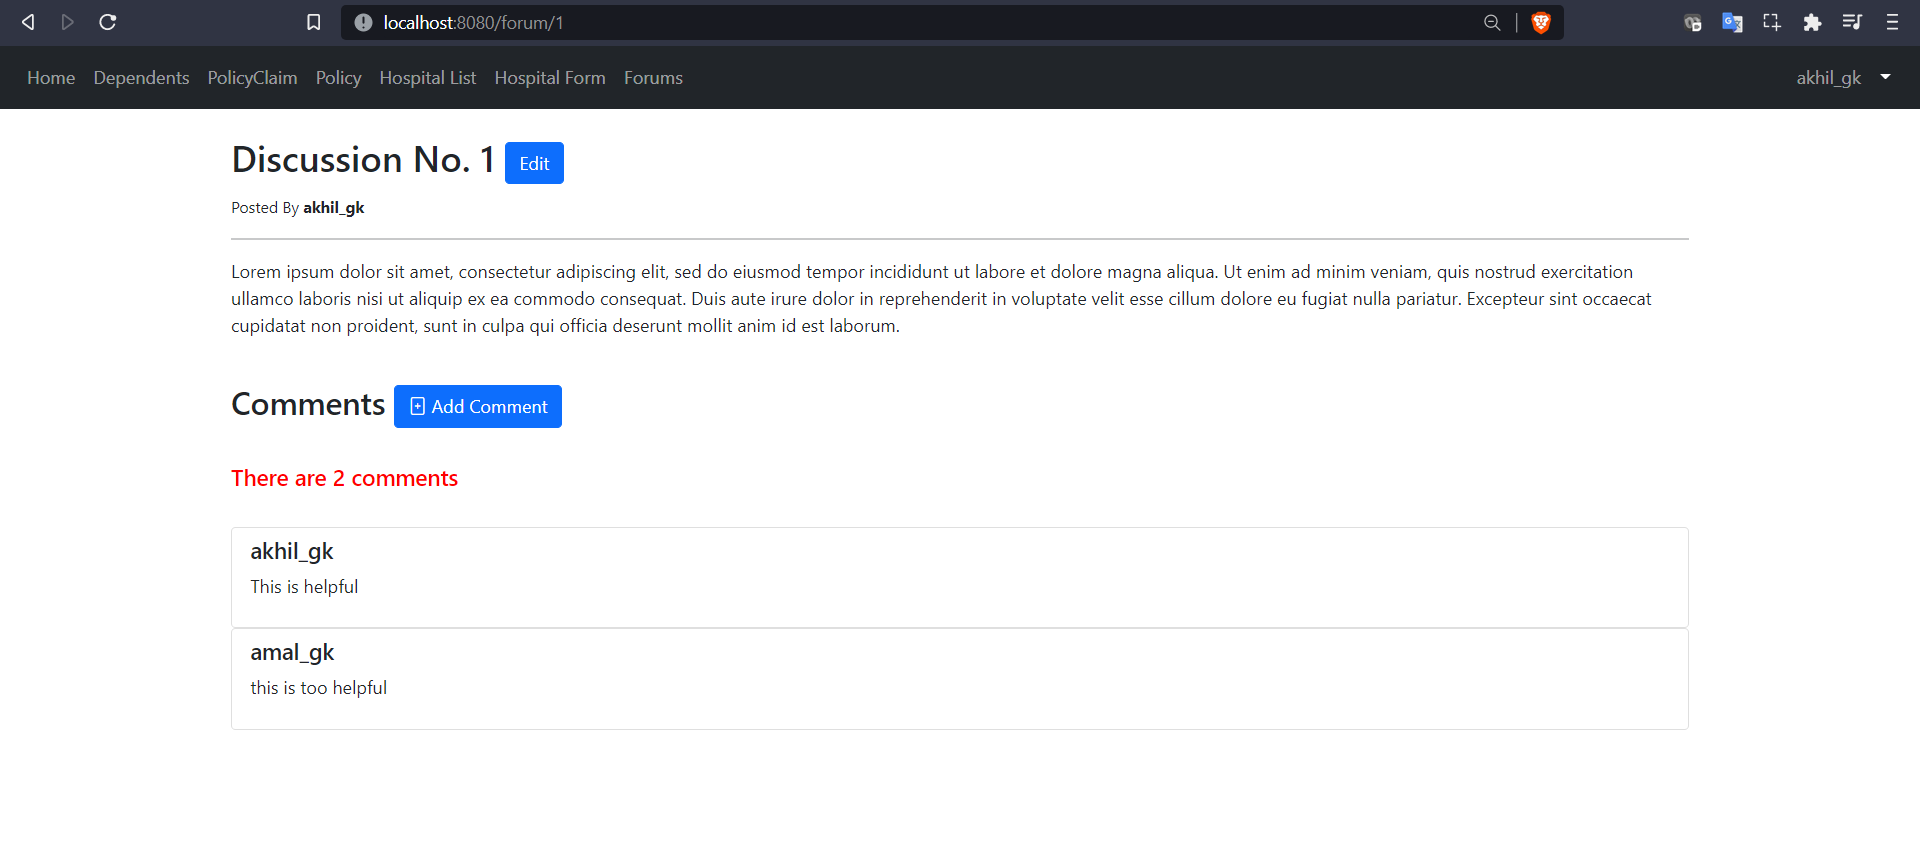 localhost:8080/forum/1
Home Dependents PolicyClaim Policy Hospital List Hospital Form Forums akhil_gk
Discussion No. 1 Edit
Posted By akhil_gk
Lorem ipsum dolor sit amet, consectetur adipiscing elit, sed do eiusmod tempor incididunt ut labore et dolore magna aliqua. Ut enim ad minim veniam, quis nostrud exercitation
ullamco laboris nisi ut aliquip ex ea commodo consequat. Duis aute irure dolor in reprehenderit in voluptate velit esse cillum dolore eu fugiat nulla pariatur. Excepteur sint occaecat
cupidatat non proident, sunt in culpa qui officia deserunt mollit anim id est laborum.
Comments Add Comment
There are 2 comments
akhil_gk
This is helpful
amal_gk
this is too helpful